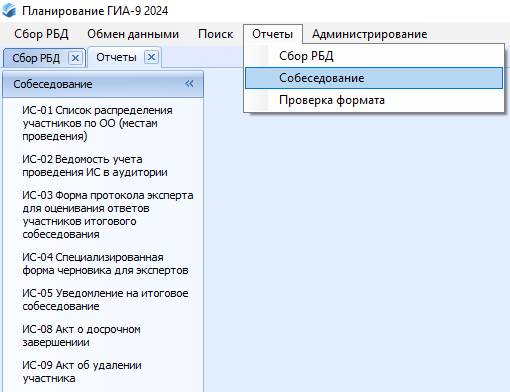 Планирование ГИА-9 2024
Сбор РБД Обмен данными Поиск Отчеты Администрирование
Сбор РБД Отчеты
Сбор РБД
Собеседование
Проверка формата
Собеседование
ИС-01 Список распределения
участников по ОО (местам
проведения)
ИС-02 Ведомость учета
проведения ИС в аудитории
ИС-03 Форма протокола эксперта
для оценивания ответов
участников итогового
собеседования
ИС-04 Специализированная
форма черновика для экспертов
ИС-05 Уведомление на итоговое
собеседование
ИС-08 Акт о досрочном
завершениии
ИС-09 Акт об удалении
участника